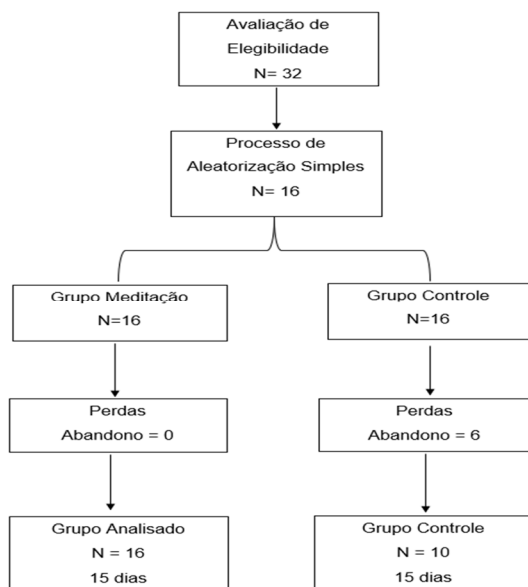 Avaliação de
Elegibilidade
N= 32
Processo de
Aleatorização Simples
N= 16
Grupo Meditação
N=16
Grupo Controle
N=16
Perdas
Abandono = 0
Perdas
Abandono = 6
Grupo Analisado
N = 16
15 dias
Grupo Controle
N = 10
15 dias